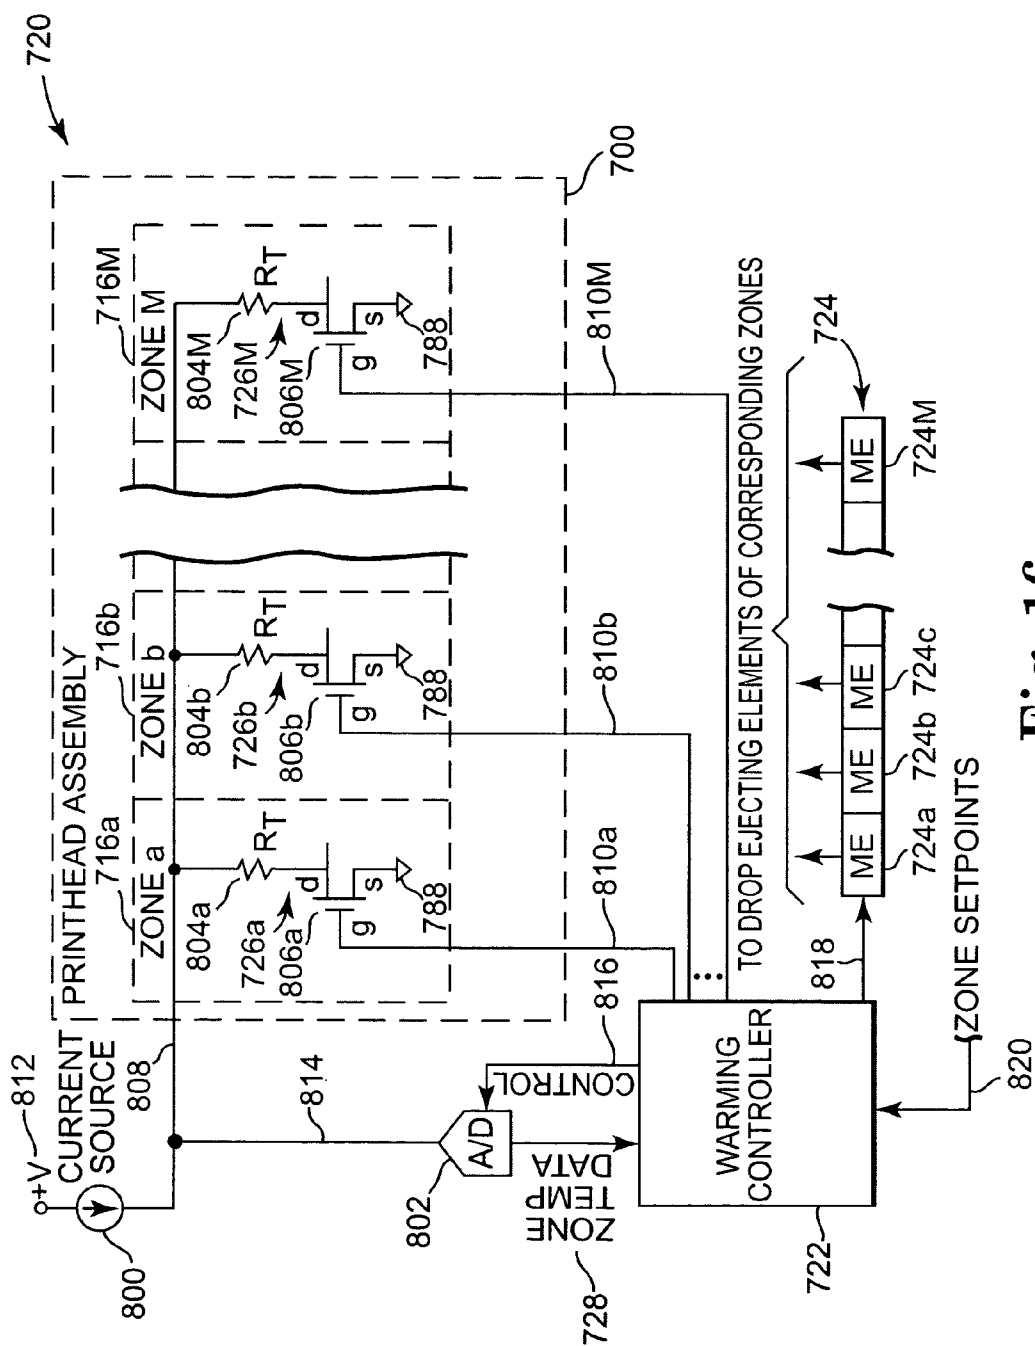 720
PRINTHEAD ASSEMBLY
700
716a
ZONE a
804a
RT
726a
806a
d
g
s
788
716b
ZONE b
804b
RT
726b
806b
d
g
s
788
716M
ZONE M
804M
RT
726M
806M
d
g
s
788
812
+V
CURRENT
SOURCE
800
808
814
802
A/D
816
CONTROL
ZONE
TEMP
DATA
728
810a
810b
810M
WARMING
CONTROLLER
722
TO DROP EJECTING ELEMENTS OF CORRESPONDING ZONES
724
818
ME
ME
ME
ME
724a
724b
724c
724M
ZONE SETPOINTS
820